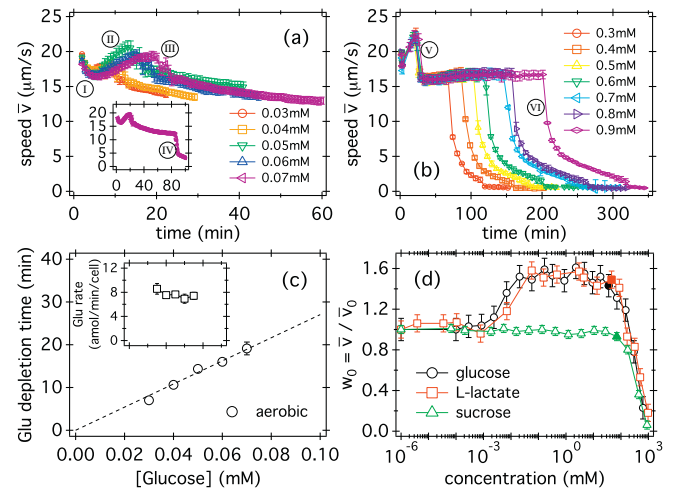 25
20
15
10
5
0
speed v̅ (μm/s)
I
II
III
(a)
20
15
10
5
0
0
40
80
IV
0.03mM
0.04mM
0.05mM
0.06mM
0.07mM
0
20
40
60
time (min)
25
20
15
10
5
0
speed v̅ (μm/s)
V
VI
(b)
0.3mM
0.4mM
0.5mM
0.6mM
0.7mM
0.8mM
0.9mM
0
100
200
300
time (min)
40
30
20
10
0
Glu depletion time (min)
12
8
4
0
Glu rate
(amol/min/cell)
(c)
aerobic
0.00
0.02
0.04
0.06
0.08
0.10
[Glucose] (mM)
1.6
1.2
0.8
0.4
0.0
w₀ = v̅ / v̅₀
(d)
glucose
L-lactate
sucrose
10⁻⁶
10⁻³
10⁰
10³
concentration (mM)